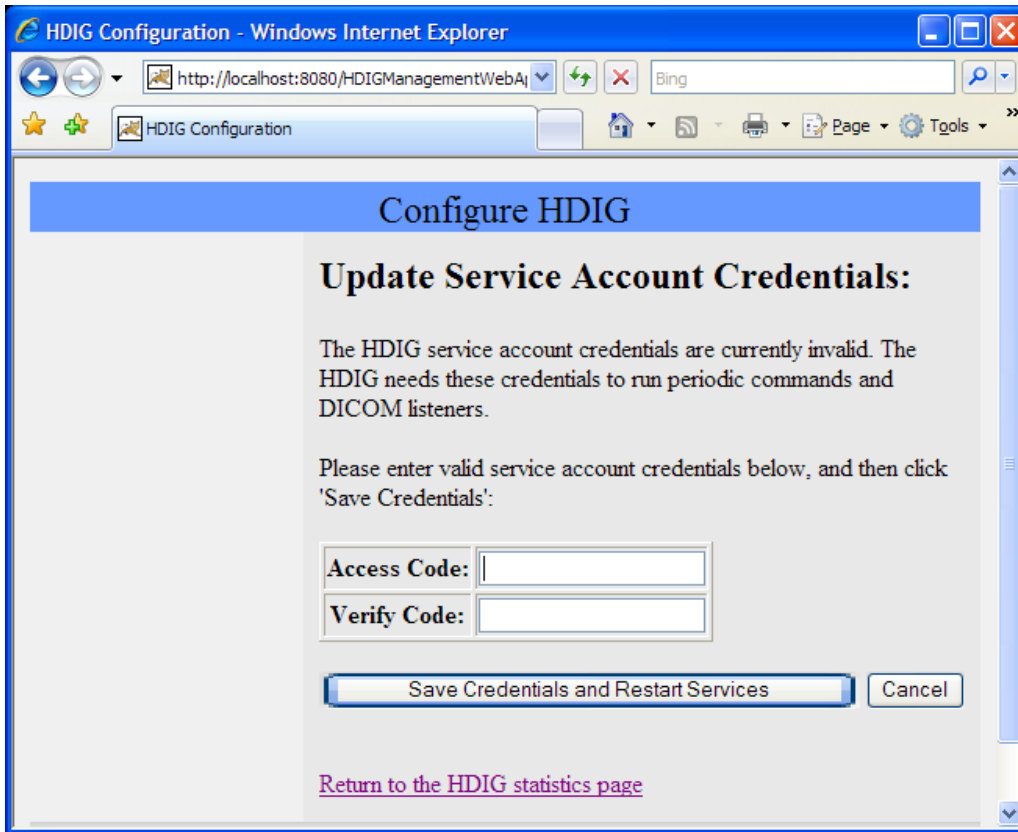 HDIG Configuration - Windows Internet Explorer
http://localhost:8080/HDIGManagementWebAp
Bing
HDIG Configuration
Page
Tools
»
Configure HDIG
Update Service Account Credentials:
The HDIG service account credentials are currently invalid. The
HDIG needs these credentials to run periodic commands and
DICOM listeners.
Please enter valid service account credentials below, and then click
'Save Credentials':
Access Code:
Verify Code:
Save Credentials and Restart Services
Cancel
Return to the HDIG statistics page